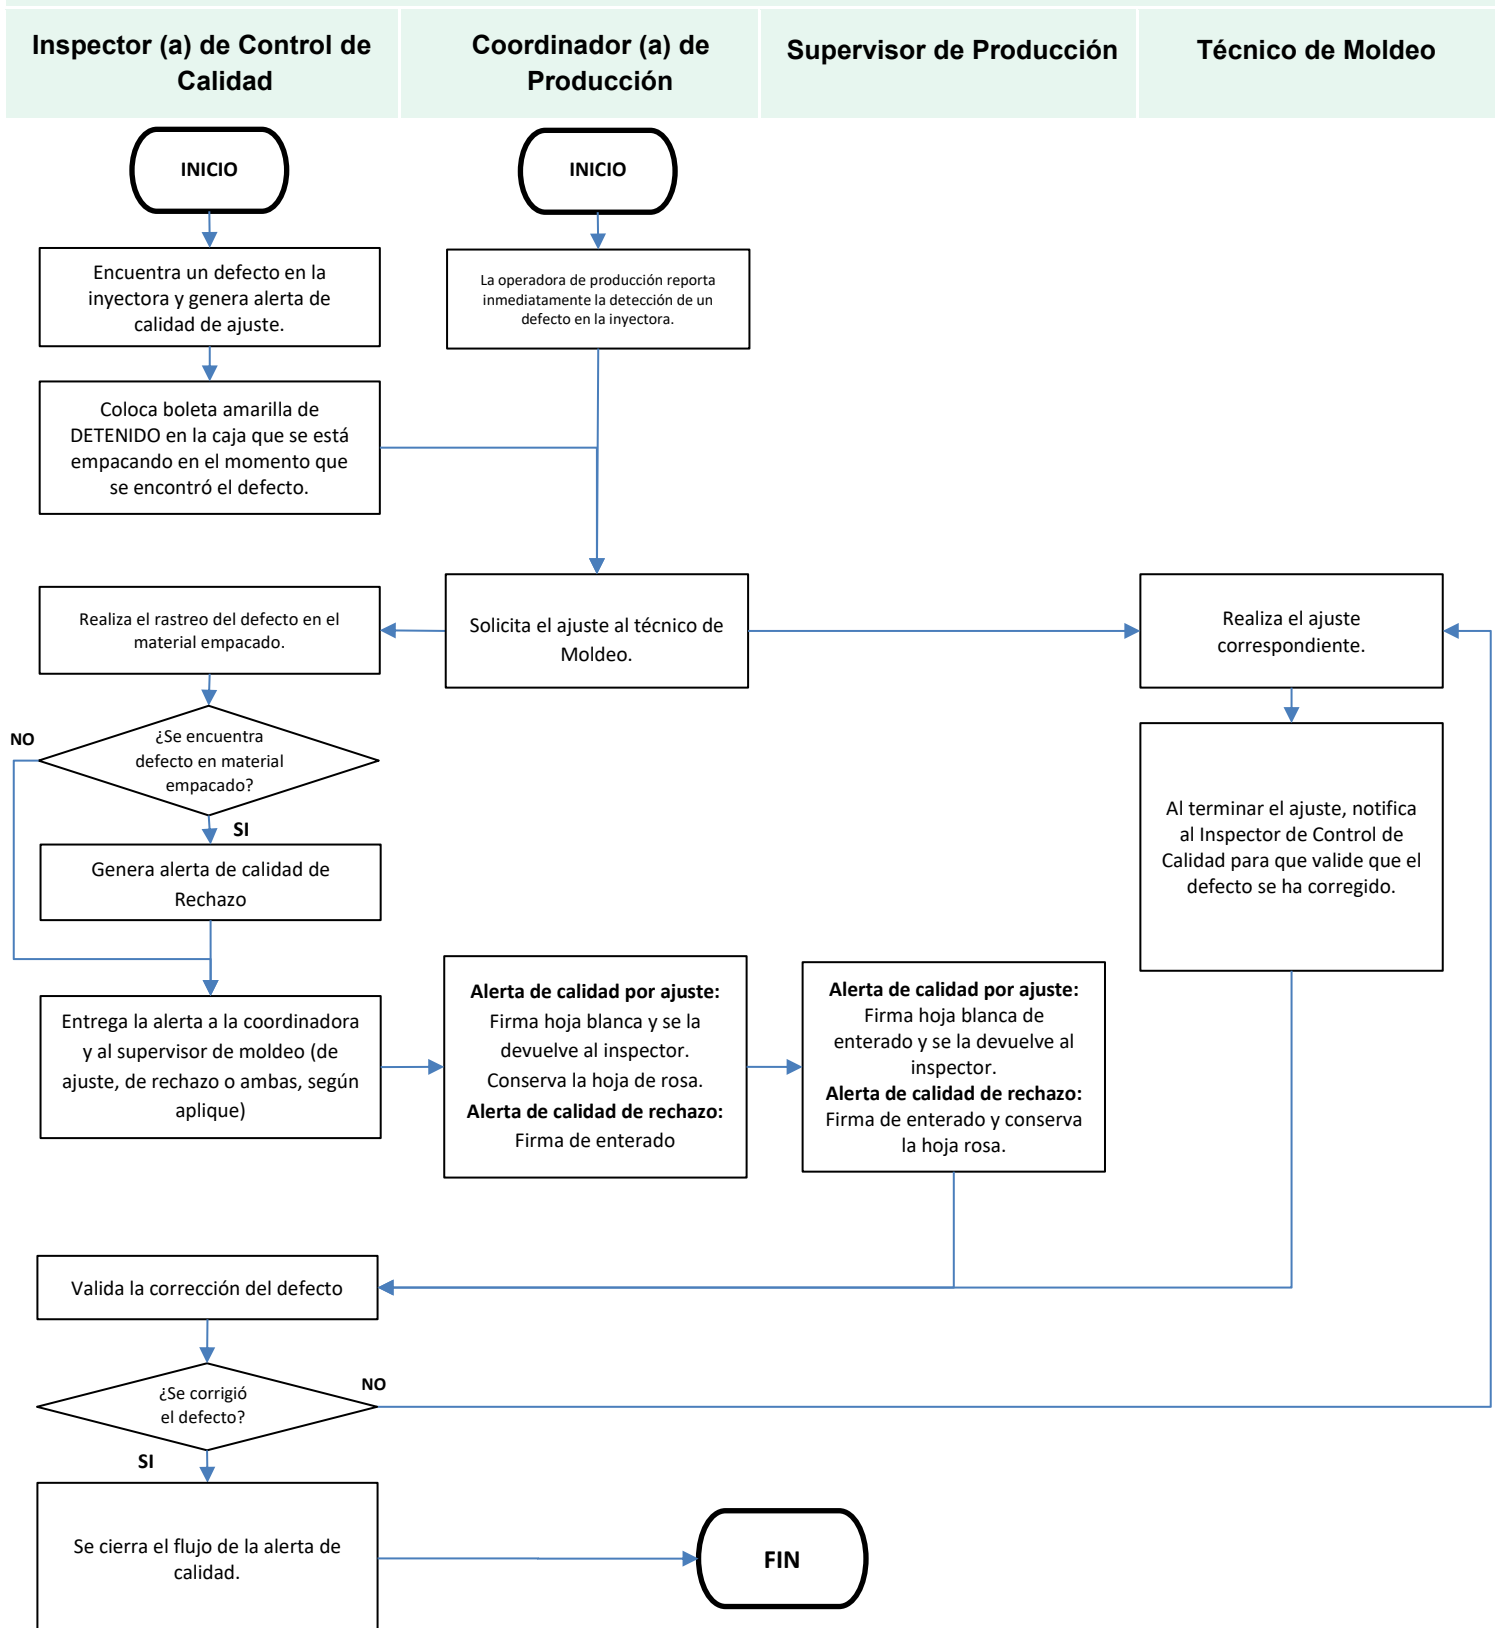 Inspector (a) de Control de
Calidad
Coordinador (a) de
Producción
Supervisor de Producción
Técnico de Moldeo
INICIO
INICIO
Encuentra un defecto en la
inyectora y genera alerta de
calidad de ajuste.
La operadora de producción reporta
inmediatamente la detección de un
defecto en la inyectora.
Coloca boleta amarilla de
DETENIDO en la caja que se está
empacando en el momento que
se encontró el defecto.
Realiza el rastreo del defecto en el
material empacado.
Solicita el ajuste al técnico de
Moldeo.
Realiza el ajuste
correspondiente.
NO
¿Se encuentra
defecto en material
empacado?
SI
Genera alerta de calidad de
Rechazo
Al terminar el ajuste, notifica
al Inspector de Control de
Calidad para que valide que el
defecto se ha corregido.
Entrega la alerta a la coordinadora
y al supervisor de moldeo (de
ajuste, de rechazo o ambas, según
aplique)
Alerta de calidad por ajuste:
Firma hoja blanca y se la
devuelve al inspector.
Conserva la hoja de rosa.
Alerta de calidad de rechazo:
Firma de enterado
Alerta de calidad por ajuste:
Firma hoja blanca de
enterado y se la devuelve al
inspector.
Alerta de calidad de rechazo:
Firma de enterado y conserva
la hoja rosa.
Valida la corrección del defecto
¿Se corrigió
el defecto?
NO
SI
Se cierra el flujo de la alerta de
calidad.
FIN